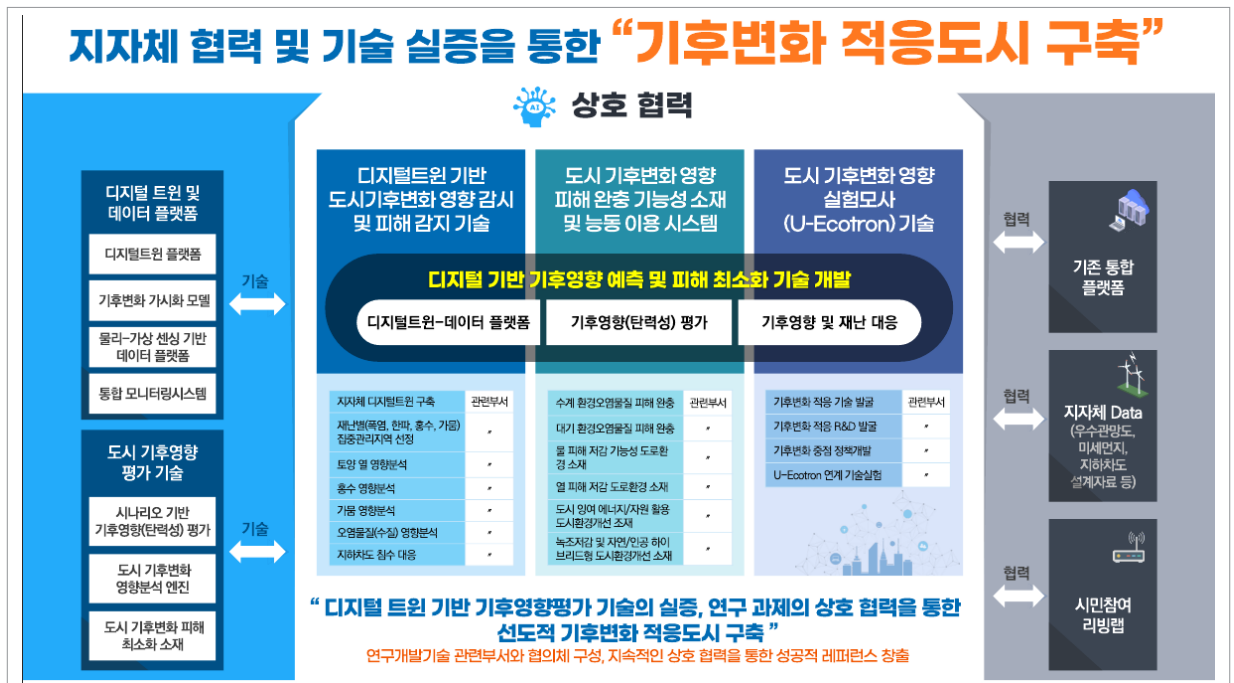 지자체 협력 및 기술 실증을 통한 “기후변화 적응도시 구축”
AI
상호 협력
디지털 트윈 및
데이터 플랫폼
디지털트윈 플랫폼
기후변화 가시화 모델
물리-가상 센싱 기반
데이터 플랫폼
통합 모니터링시스템
기술
도시 기후영향
평가 기술
시나리오 기반
기후영향(탄력성) 평가
도시 기후변화
영향분석 엔진
도시 기후변화 피해
최소화 소재
기술
디지털트윈 기반
도시기후변화 영향 감시
및 피해 감지 기술
도시 기후변화 영향
피해 완충 기능성 소재
및 능동 이용 시스템
도시 기후변화 영향
실험모사
(U-Ecotron) 기술
디지털 기반 기후영향 예측 및 피해 최소화 기술 개발
디지털트윈-데이터 플랫폼
기후영향(탄력성) 평가
기후영향 및 재난 대응
지자체 디지털트윈 구축 관련부서
재난별(폭염, 한파, 홍수, 가뭄)
집중관리지역 선정 〃
토양 열 영향분석 〃
홍수 영향분석 〃
가뭄 영향분석 〃
오염물질(수질) 영향분석 〃
지하차도 침수 대응 〃
수계 환경오염물질 피해 완충 관련부서
대기 환경오염물질 피해 완충 〃
물 피해 저감 기능성 도로환
경 소재 〃
열 피해 저감 도로환경 소재 〃
도시 잉여 에너지/자원 활용
도시환경개선 조재 〃
녹조저감 및 자연/인공 하이
브리드형 도시환경개선 소재 〃
기후변화 적응 기술 발굴 관련부서
기후변화 적응 R&D 발굴 〃
기후변화 중점 정책개발 〃
U-Ecotron 연계 기술실험 〃
“ 디지털 트윈 기반 기후영향평가 기술의 실증, 연구 과제의 상호 협력을 통한
선도적 기후변화 적응도시 구축 ”
연구개발기술 관련부서와 협의체 구성, 지속적인 상호 협력을 통한 성공적 레퍼런스 창출
협력
기존 통합
플랫폼
협력
지자체 Data
(우수관망도,
미세먼지,
지하차도
설계자료 등)
협력
시민참여
리빙랩